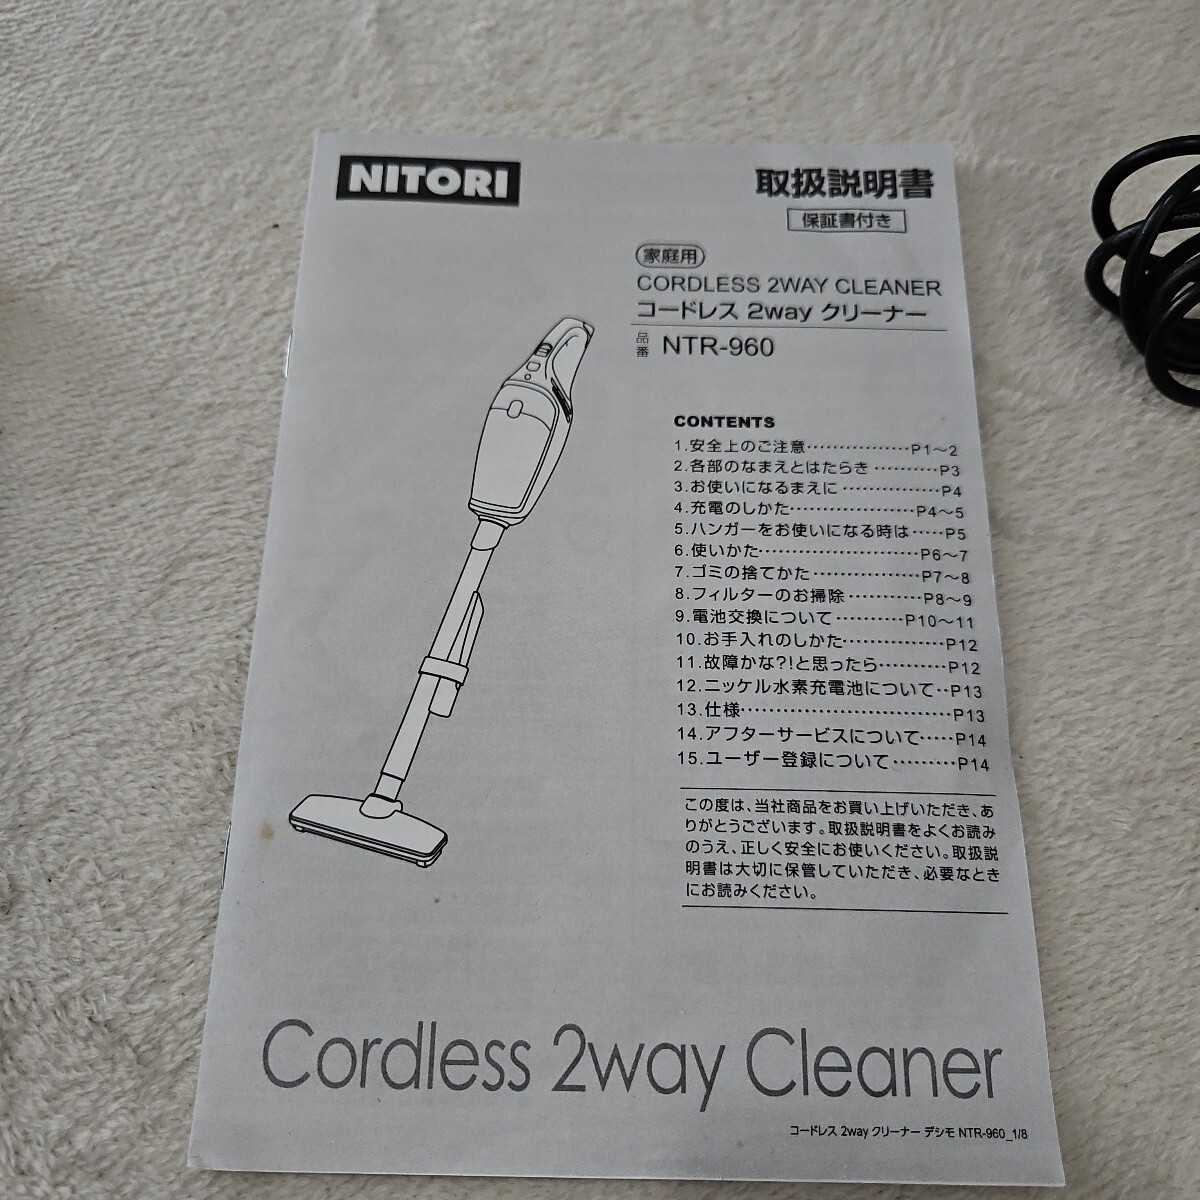 NITORI
取扱説明書
保証書付き
家庭用
CORDLESS 2WAY CLEANER
コードレス 2way クリーナー
品番 NTR-960
CONTENTS
1.安全上のご注意················P1～2
2.各部のなまえとはたらき··········P3
3.お使いになるまえに···············P4
4.充電のしかた···················P4～5
5.ハンガーをお使いになる時は·····P5
6.使いかた························P6～7
7.ゴミの捨てかた················P7～8
8.フィルターのお掃除···········P8～9
9.電池交換について··········P10～11
10.お手入れのしかた···············P12
11.故障かな?!と思ったら··········P12
12.ニッケル水素充電池について··P13
13.仕様································P13
14.アフターサービスについて·····P14
15.ユーザー登録について·········P14
この度は、当社商品をお買い上げいただき、あ
りがとうございます。取扱説明書をよくお読み
のうえ、正しく安全にお使いください。取扱説
明書は大切に保管していただき、必要なとき
にお読みください。
Cordless 2way Cleaner
コードレス 2way クリーナー デシモ NTR-960_1/8